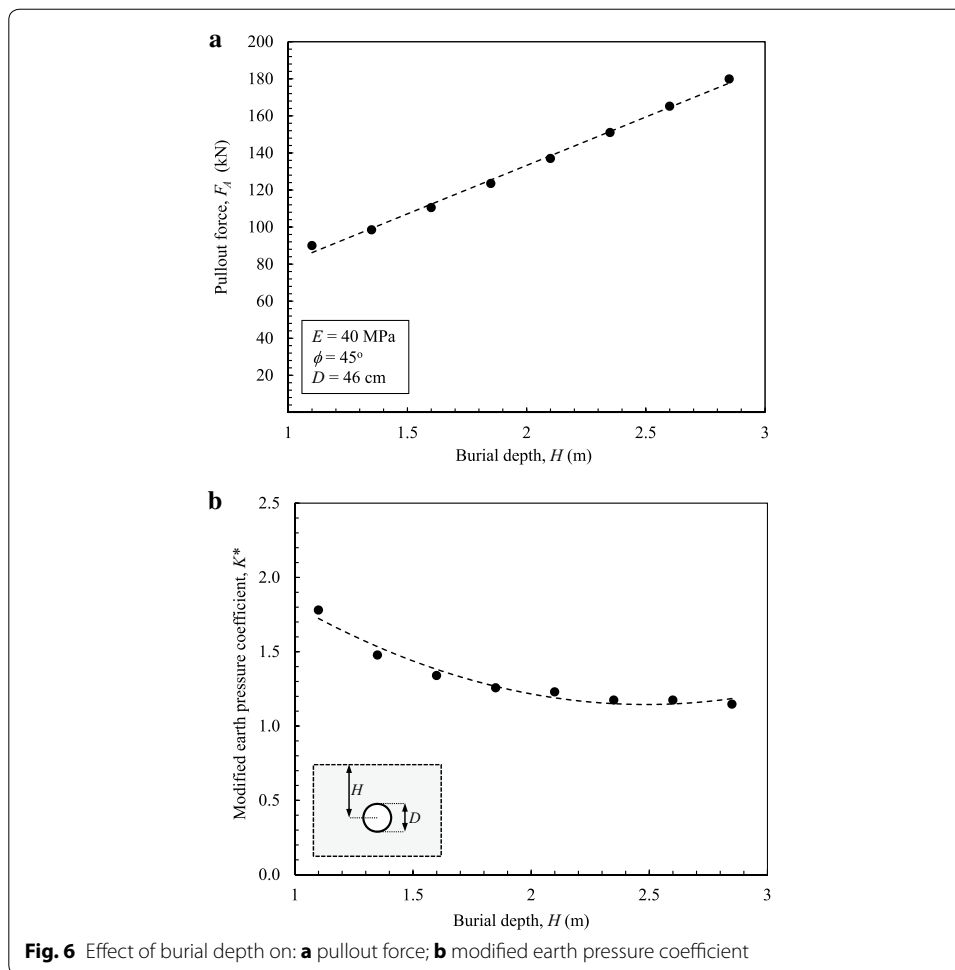 a
200
180
160
140
120
100
80
60
40
20
Pullout force, F_A (kN)
E = 40 MPa
ϕ = 45°
D = 46 cm
1 1.5 2 2.5 3
Burial depth, H (m)
b
2.5
2.0
1.5
1.0
0.5
0.0
Modified earth pressure coefficient, K*
H
D
1 1.5 2 2.5 3
Burial depth, H (m)
Fig. 6 Effect of burial depth on: a pullout force; b modified earth pressure coefficient